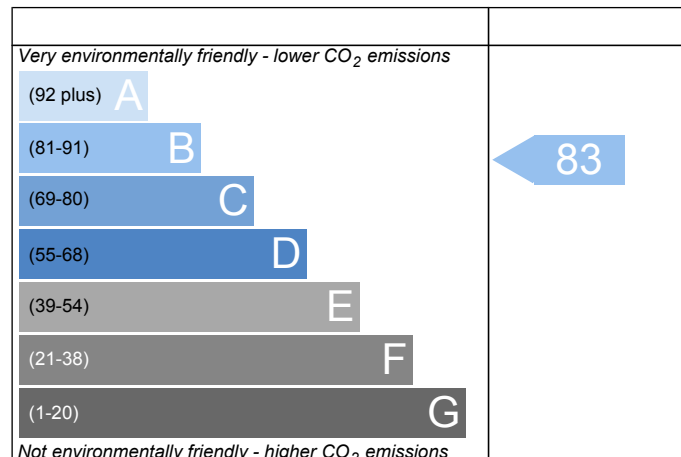 Very environmentally friendly - lower CO2 emissions
(92 plus) A
(81-91) B
83
(69-80) C
(55-68) D
(39-54) E
(21-38) F
(1-20) G
Not environmentally friendly - higher CO2 emissions